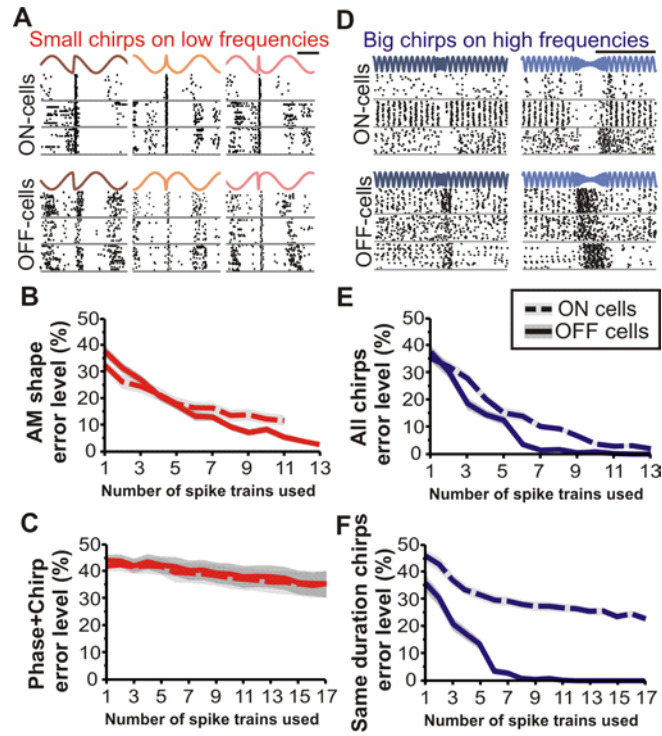 A
Small chirps on low frequencies
ON-cells
OFF-cells
B
50
40
30
20
10
0
AM shape
error level (%)
1 3 5 7 9 11 13
Number of spike trains used
C
50
40
30
20
10
0
Phase+Chirp
error level (%)
1 3 5 7 9 11 13 15 17
Number of spike trains used
D
Big chirps on high frequencies
ON-cells
OFF-cells
E
ON cells
OFF cells
50
40
30
20
10
0
All chirps
error level (%)
1 3 5 7 9 11 13
Number of spike trains used
F
50
40
30
20
10
0
Same duration chirps
error level (%)
1 3 5 7 9 11 13 15 17
Number of spike trains used